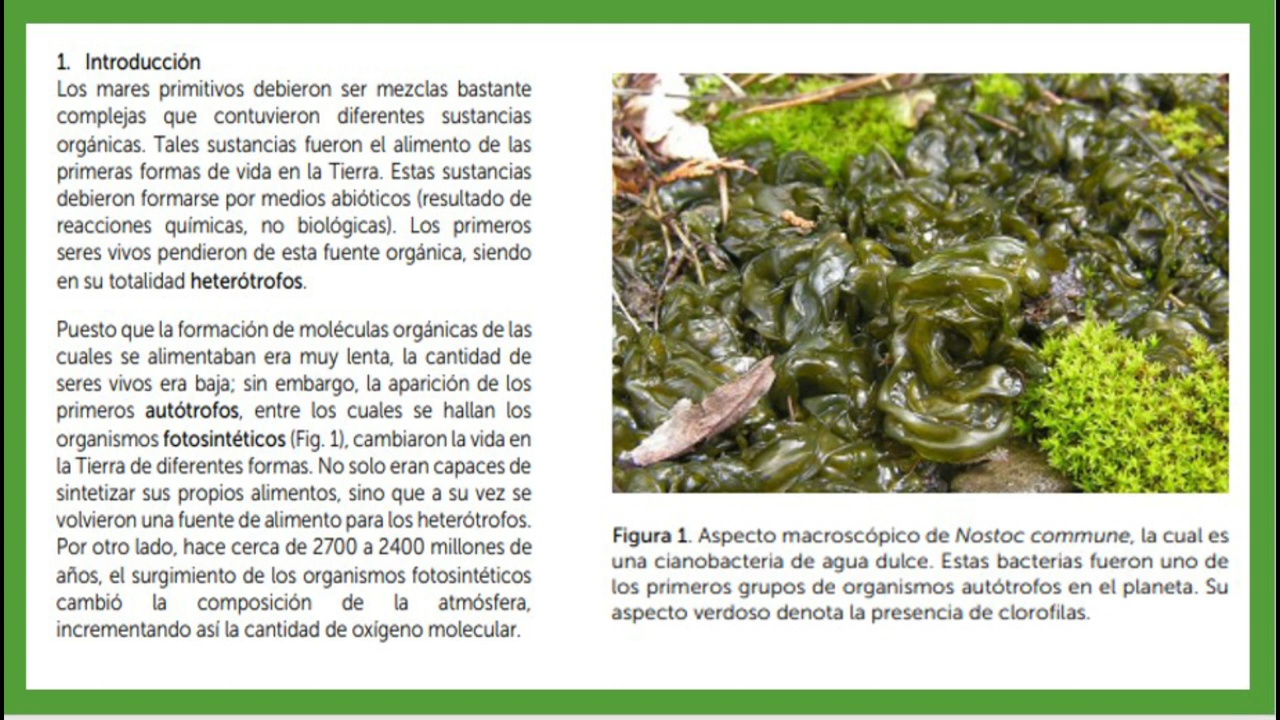 1. Introducción
Los mares primitivos debieron ser mezclas bastante
complejas que contuvieron diferentes sustancias
orgánicas. Tales sustancias fueron el alimento de las
primeras formas de vida en la Tierra. Estas sustancias
debieron formarse por medios abióticos (resultado de
reacciones químicas, no biológicas). Los primeros
seres vivos pendieron de esta fuente orgánica, siendo
en su totalidad heterótrofos.
Puesto que la formación de moléculas orgánicas de las
cuales se alimentaban era muy lenta, la cantidad de
seres vivos era baja; sin embargo, la aparición de los
primeros autótrofos, entre los cuales se hallan los
organismos fotosintéticos (Fig. 1), cambiaron la vida en
la Tierra de diferentes formas. No solo eran capaces de
sintetizar sus propios alimentos, sino que a su vez se
volvieron una fuente de alimento para los heterótrofos.
Por otro lado, hace cerca de 2700 a 2400 millones de
años, el surgimiento de los organismos fotosintéticos
cambió la composición de la atmósfera,
incrementando así la cantidad de oxígeno molecular.
Figura 1. Aspecto macroscópico de Nostoc commune, la cual es
una cianobacteria de agua dulce. Estas bacterias fueron uno de
los primeros grupos de organismos autótrofos en el planeta. Su
aspecto verdoso denota la presencia de clorofilas.